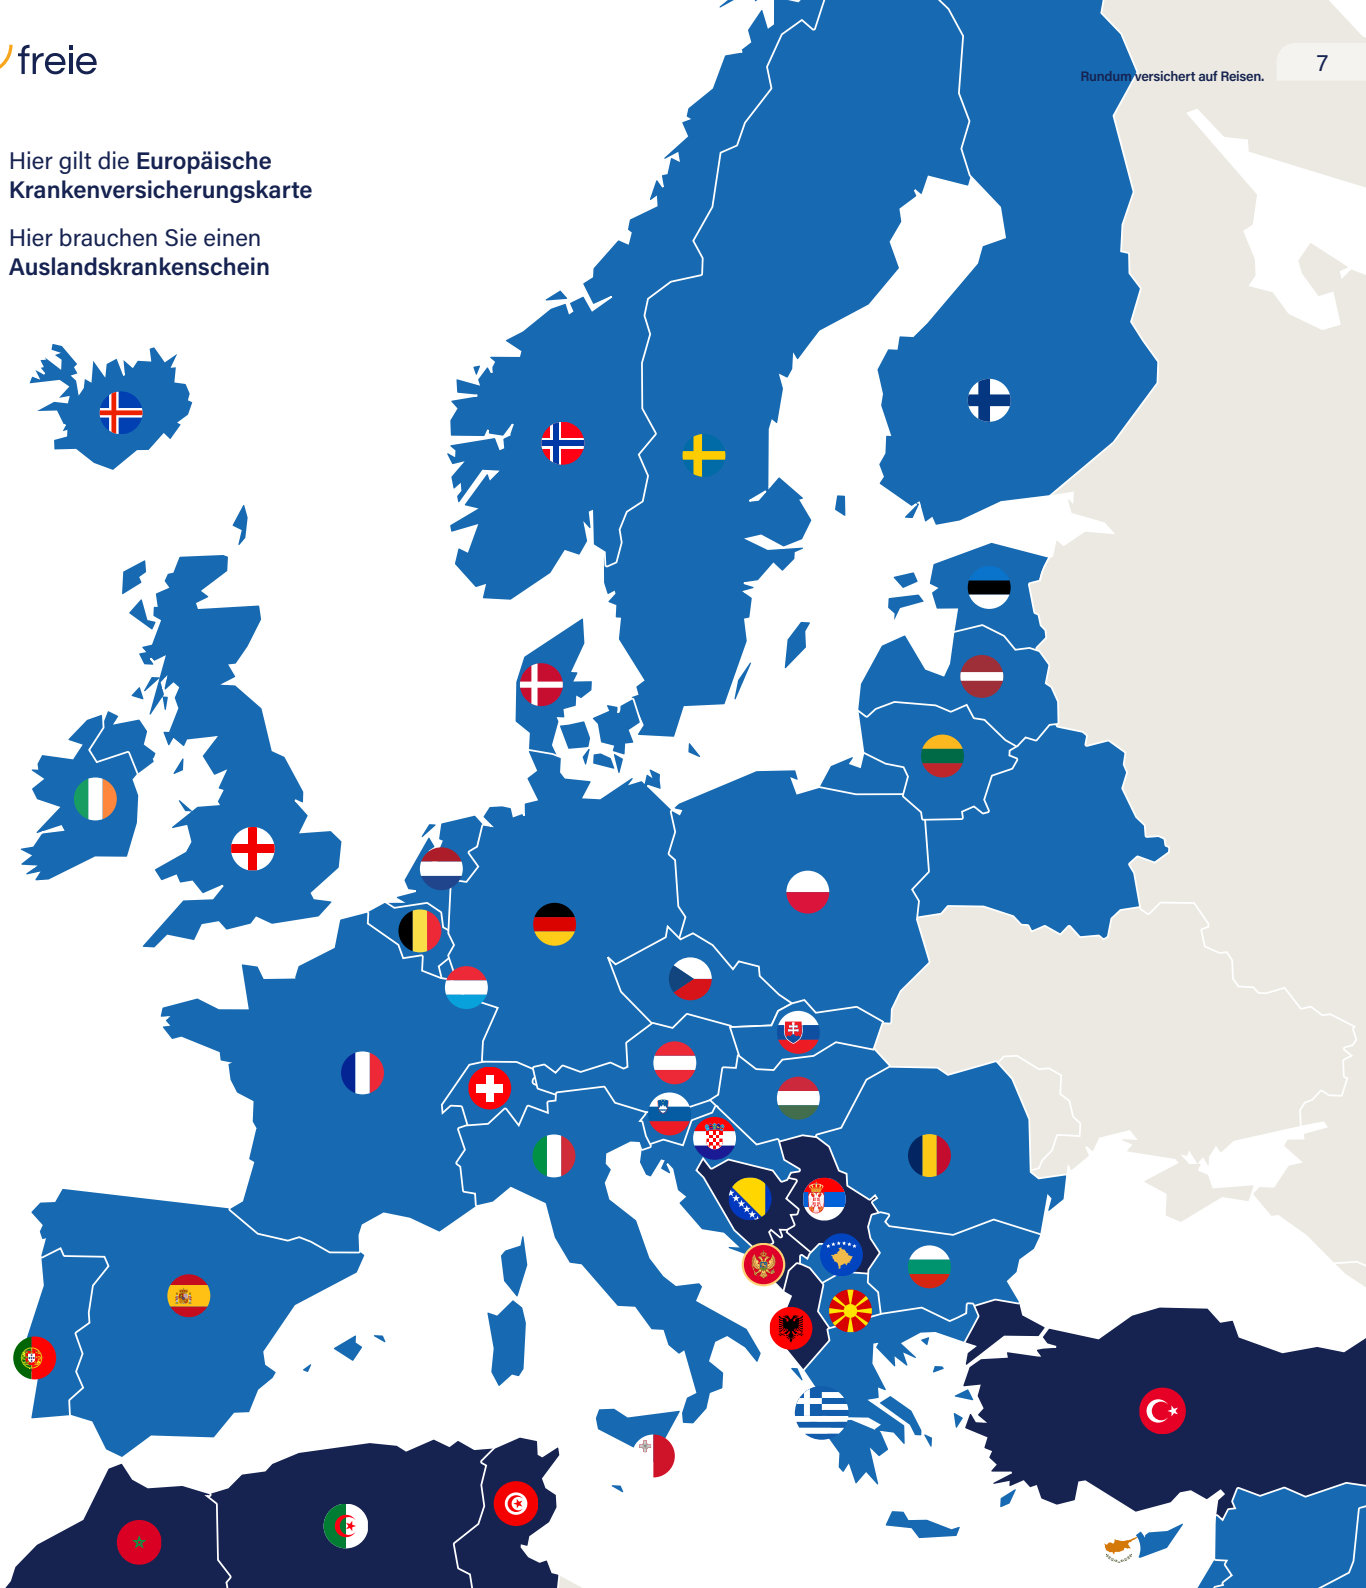 freie
Rundum versichert auf Reisen.
7
Hier gilt die Europäische
Krankenversicherungskarte
Hier brauchen Sie einen
Auslandskrankenschein